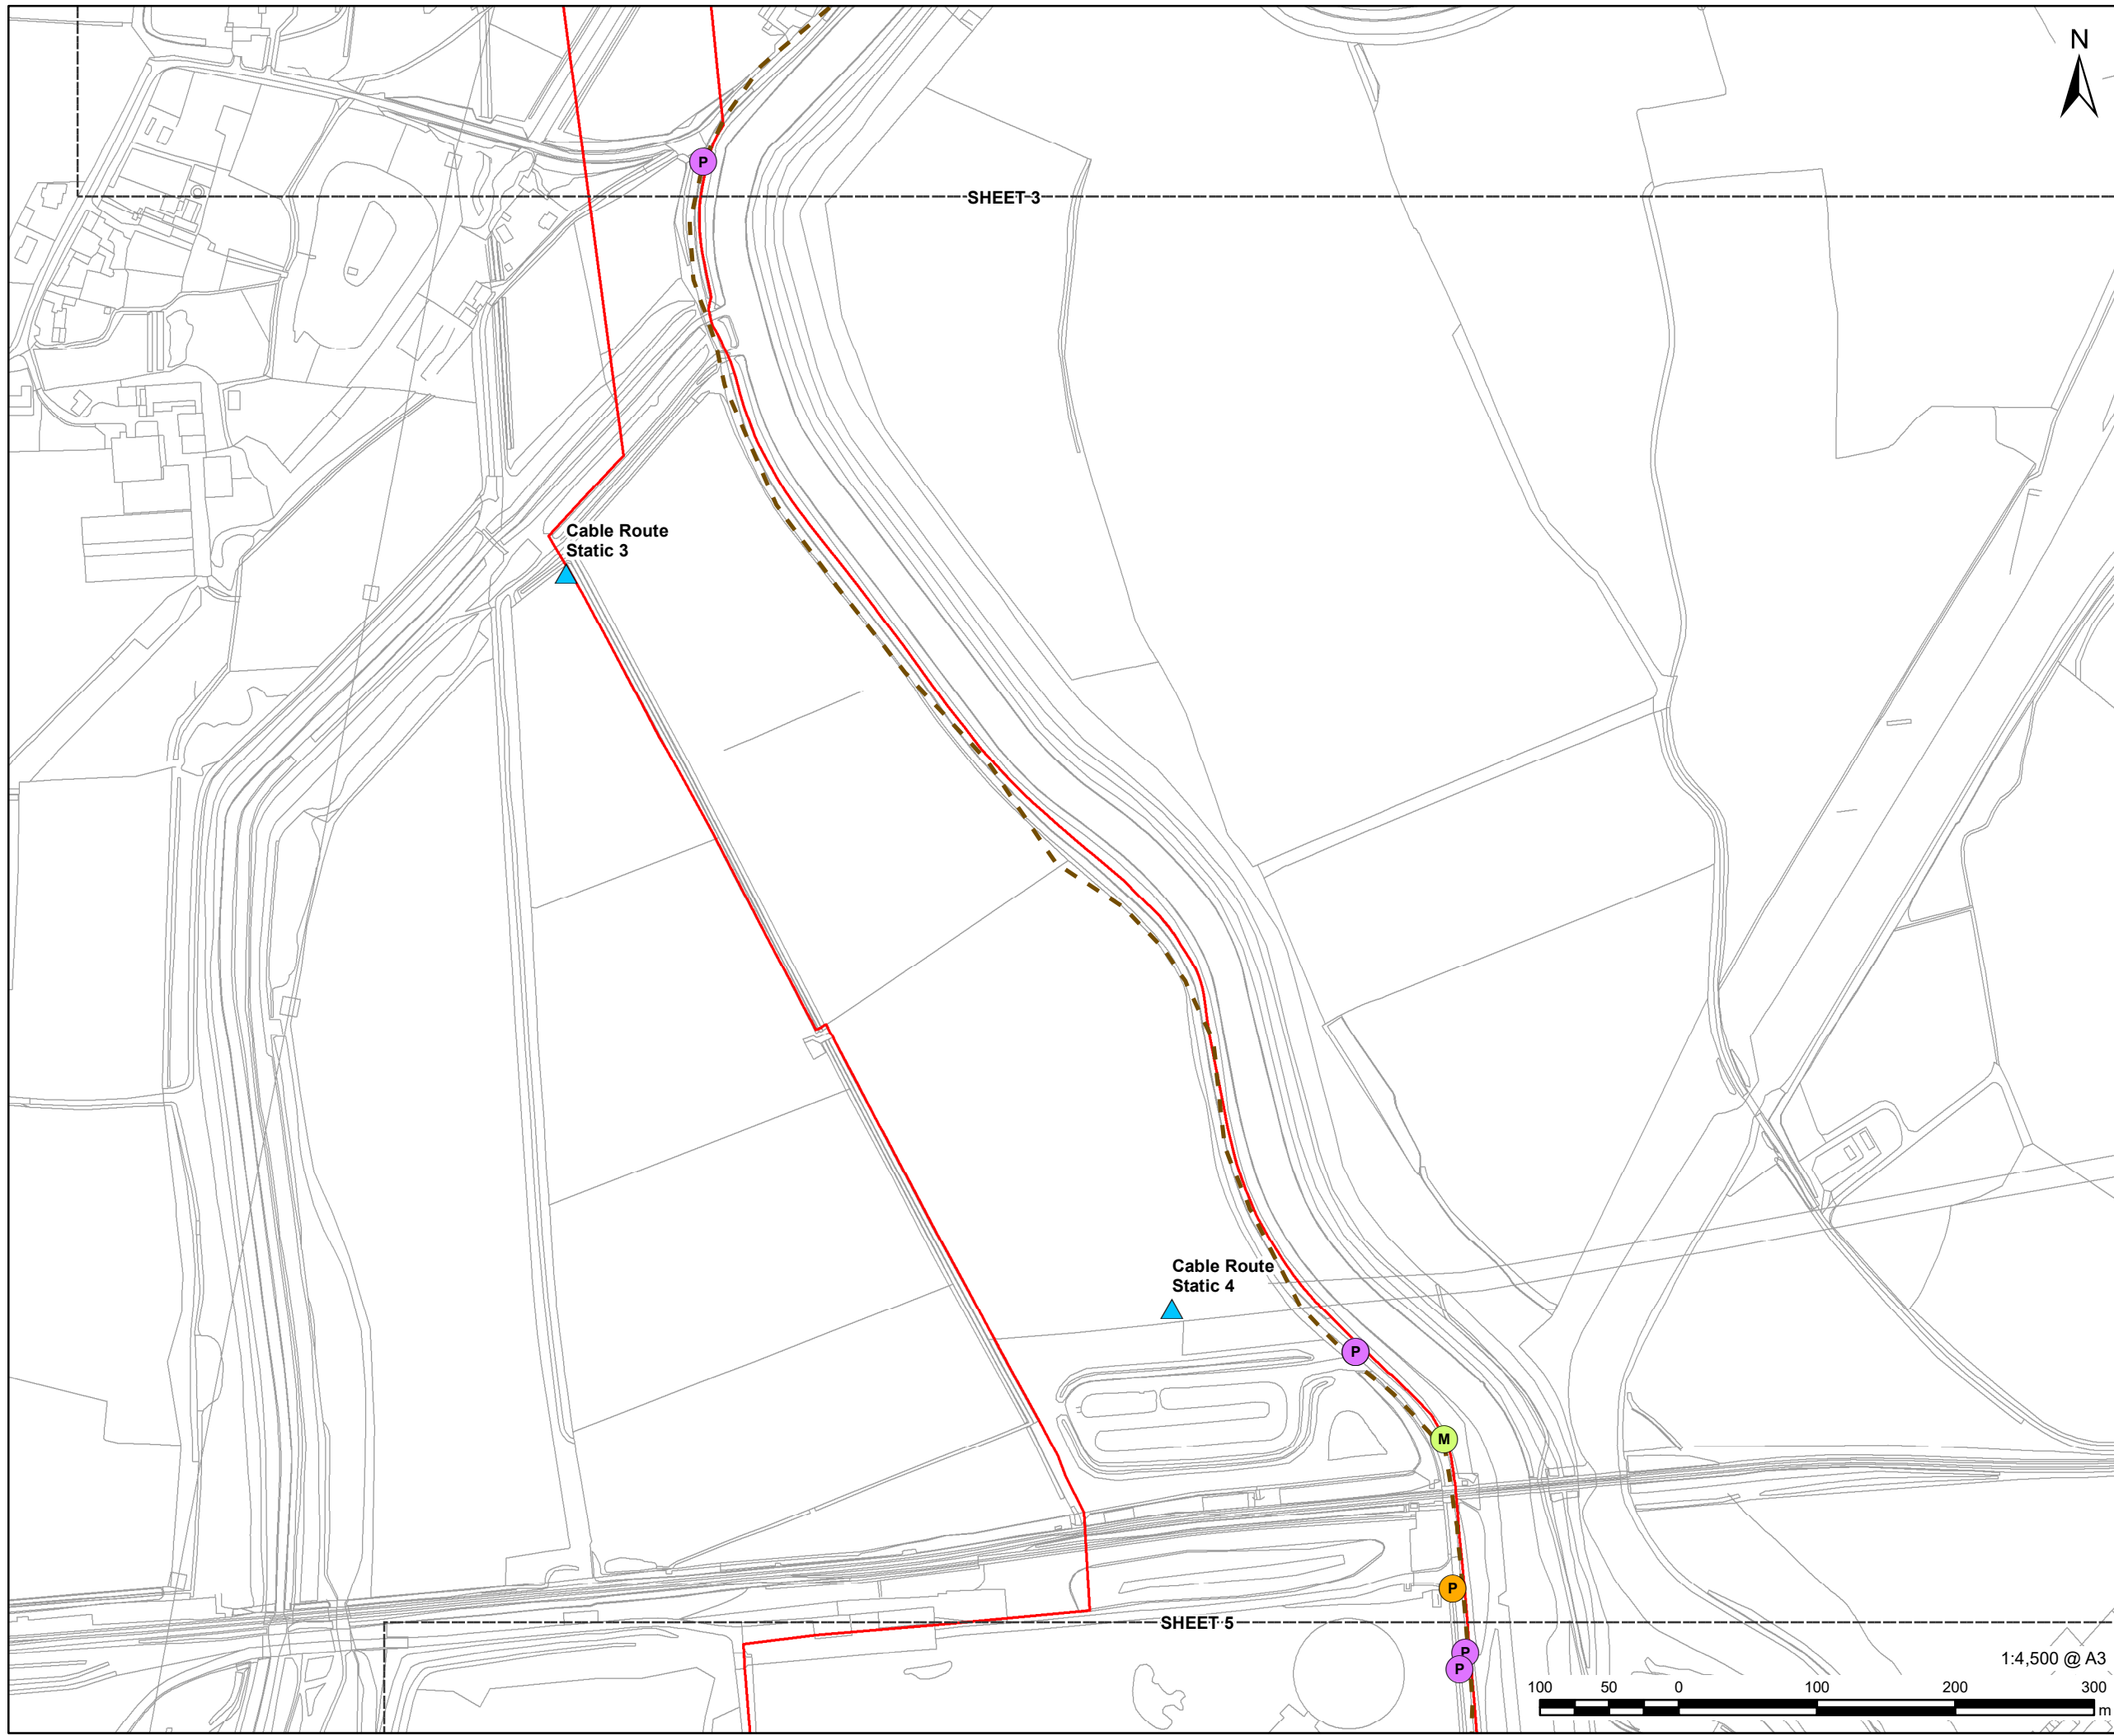 N
P
SHEET 3
Cable Route
Static 3
Cable Route
Static 4
P
M
P
SHEET 5
P
P
1:4,500 @ A3
100 50 0 100 200 300
m